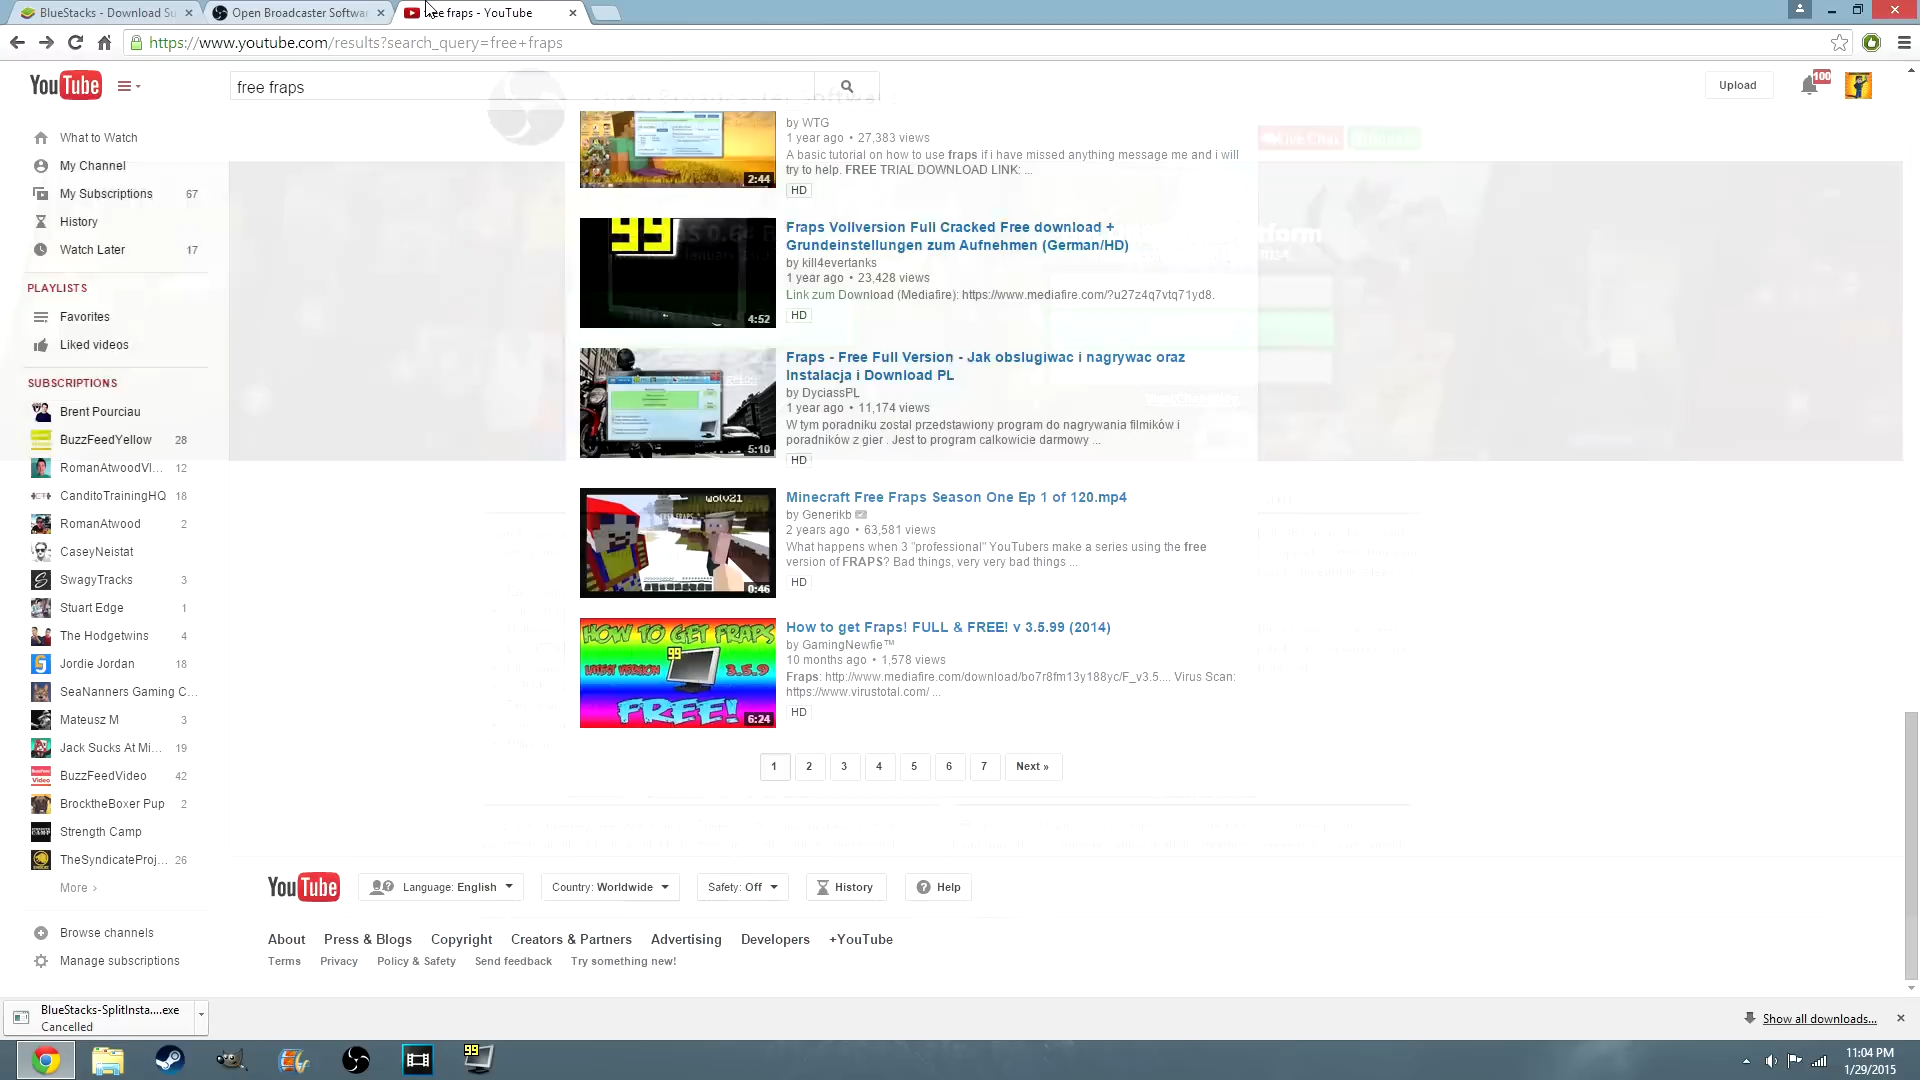 BlueStacks - Download Su
Open Broadcaster Softwar
free fraps - YouTube
https://www.youtube.com/results?search_query=free+fraps
YouTube
free fraps
Upload
100
What to Watch
My Channel
My Subscriptions 67
History
Watch Later 17
PLAYLISTS
Favorites
Liked videos
SUBSCRIPTIONS
Brent Pourciau
BuzzFeedYellow 28
RomanAtwoodVl... 12
CanditoTrainingHQ 18
RomanAtwood 2
CaseyNeistat
SwagyTracks 3
Stuart Edge 1
The Hodgetwins 4
Jordie Jordan 18
SeaNanners Gaming C...
Mateusz M 3
Jack Sucks At Mi... 19
BuzzFeedVideo 42
BrocktheBoxer Pup 2
Strength Camp
TheSyndicateProj... 26
More ›
Browse channels
Manage subscriptions
by WTG
1 year ago • 27,383 views
A basic tutorial on how to use fraps if i have missed anything message me and i will
try to help. FREE TRIAL DOWNLOAD LINK: ...
HD
2:44
99
4:52
Fraps Vollversion Full Cracked Free download +
Grundeinstellungen zum Aufnehmen (German/HD)
by kill4evertanks
1 year ago • 23,428 views
Link zum Download (Mediafire): https://www.mediafire.com/?u27z4q7vtq71yd8.
HD
5:10
Fraps - Free Full Version - Jak obslugiwac i nagrywac oraz
Instalacja i Download PL
by DyciassPL
1 year ago • 11,174 views
W tym poradniku zostal przedstawiony program do nagrywania filmików i
poradników z gier . Jest to program calkowicie darmowy ...
HD
wolv21
0:46
Minecraft Free Fraps Season One Ep 1 of 120.mp4
by Generikb
2 years ago • 63,581 views
What happens when 3 "professional" YouTubers make a series using the free
version of FRAPS? Bad things, very very bad things ...
HD
HOW TO GET FRAPS
LATEST VERSION 99 3.5.9
FREE!
6:24
How to get Fraps! FULL & FREE! v 3.5.99 (2014)
by GamingNewfie™
10 months ago • 1,578 views
Fraps: http://www.mediafire.com/download/bo7r8fm13y188yc/F_v3.5.... Virus Scan:
https://www.virustotal.com/ ...
HD
1 2 3 4 5 6 7 Next »
YouTube
Language: English
Country: Worldwide
Safety: Off
History
Help
About Press & Blogs Copyright Creators & Partners Advertising Developers +YouTube
Terms Privacy Policy & Safety Send feedback Try something new!
BlueStacks-SplitInsta....exe
Cancelled
Show all downloads...
99
11:04 PM
1/29/2015